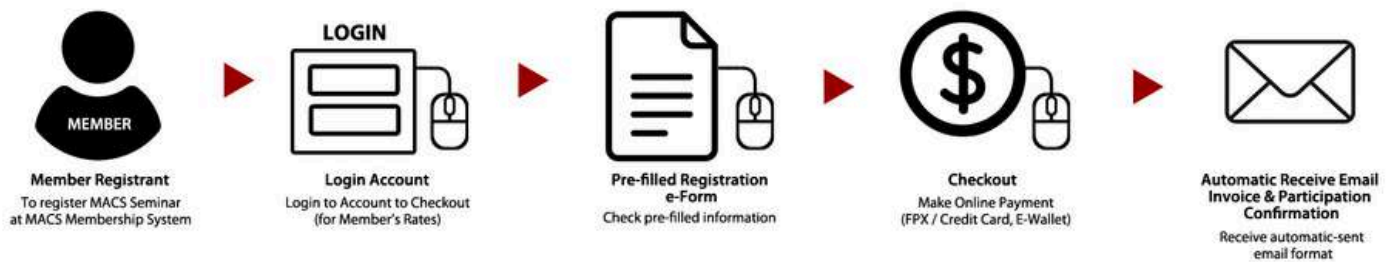 MEMBER
Member Registrant
To register MACS Seminar
at MACS Membership System
LOGIN
Login Account
Login to Account to Checkout
(for Member's Rates)
Pre-filled Registration
e-Form
Check pre-filled information
$
Checkout
Make Online Payment
(FPX / Credit Card, E-Wallet)
Automatic Receive Email
Invoice & Participation
Confirmation
Receive automatic-sent
email format